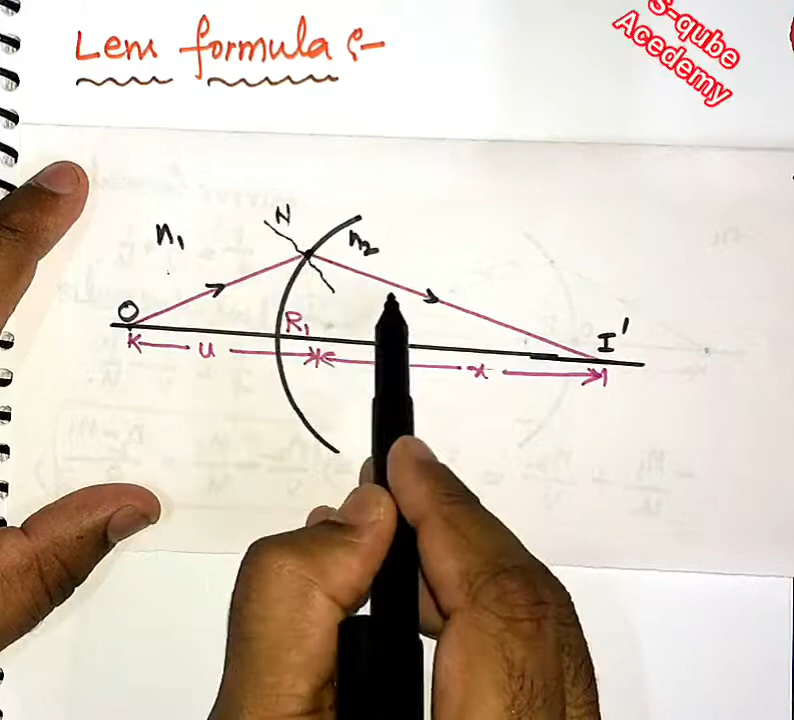 Lens formula :-
S-qube
Acedemy
N
n₁
n₂
O
R₁
I'
u
x